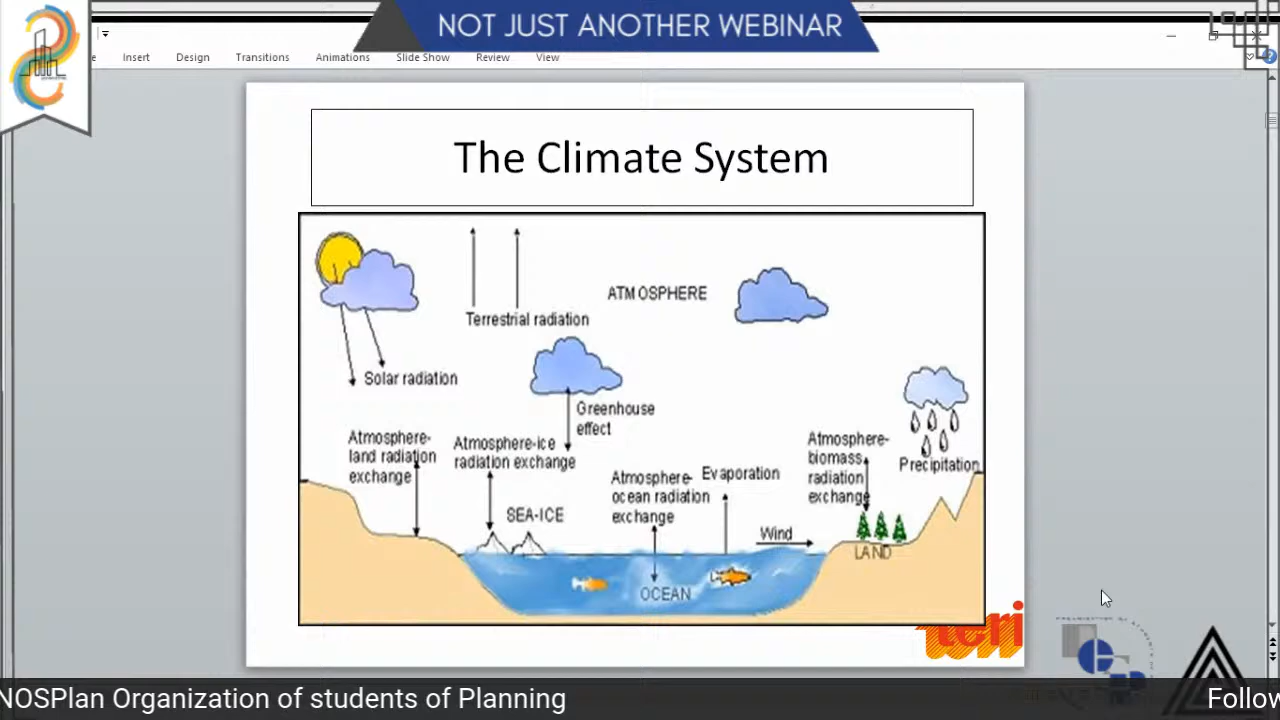 NOT JUST ANOTHER WEBINAR
Insert Design Transitions Animations Slide Show Review View
The Climate System
ATMOSPHERE
Terrestrial radiation
Solar radiation
Greenhouse
effect
Atmosphere-
land radiation
exchange
Atmosphere-ice
radiation exchange
Atmosphere-
ocean radiation
exchange
Evaporation
Atmosphere-
biomass
radiation
exchange
Precipitation
SEA-ICE
Wind
LAND
OCEAN
teri
NOSPlan Organization of students of Planning
Follow